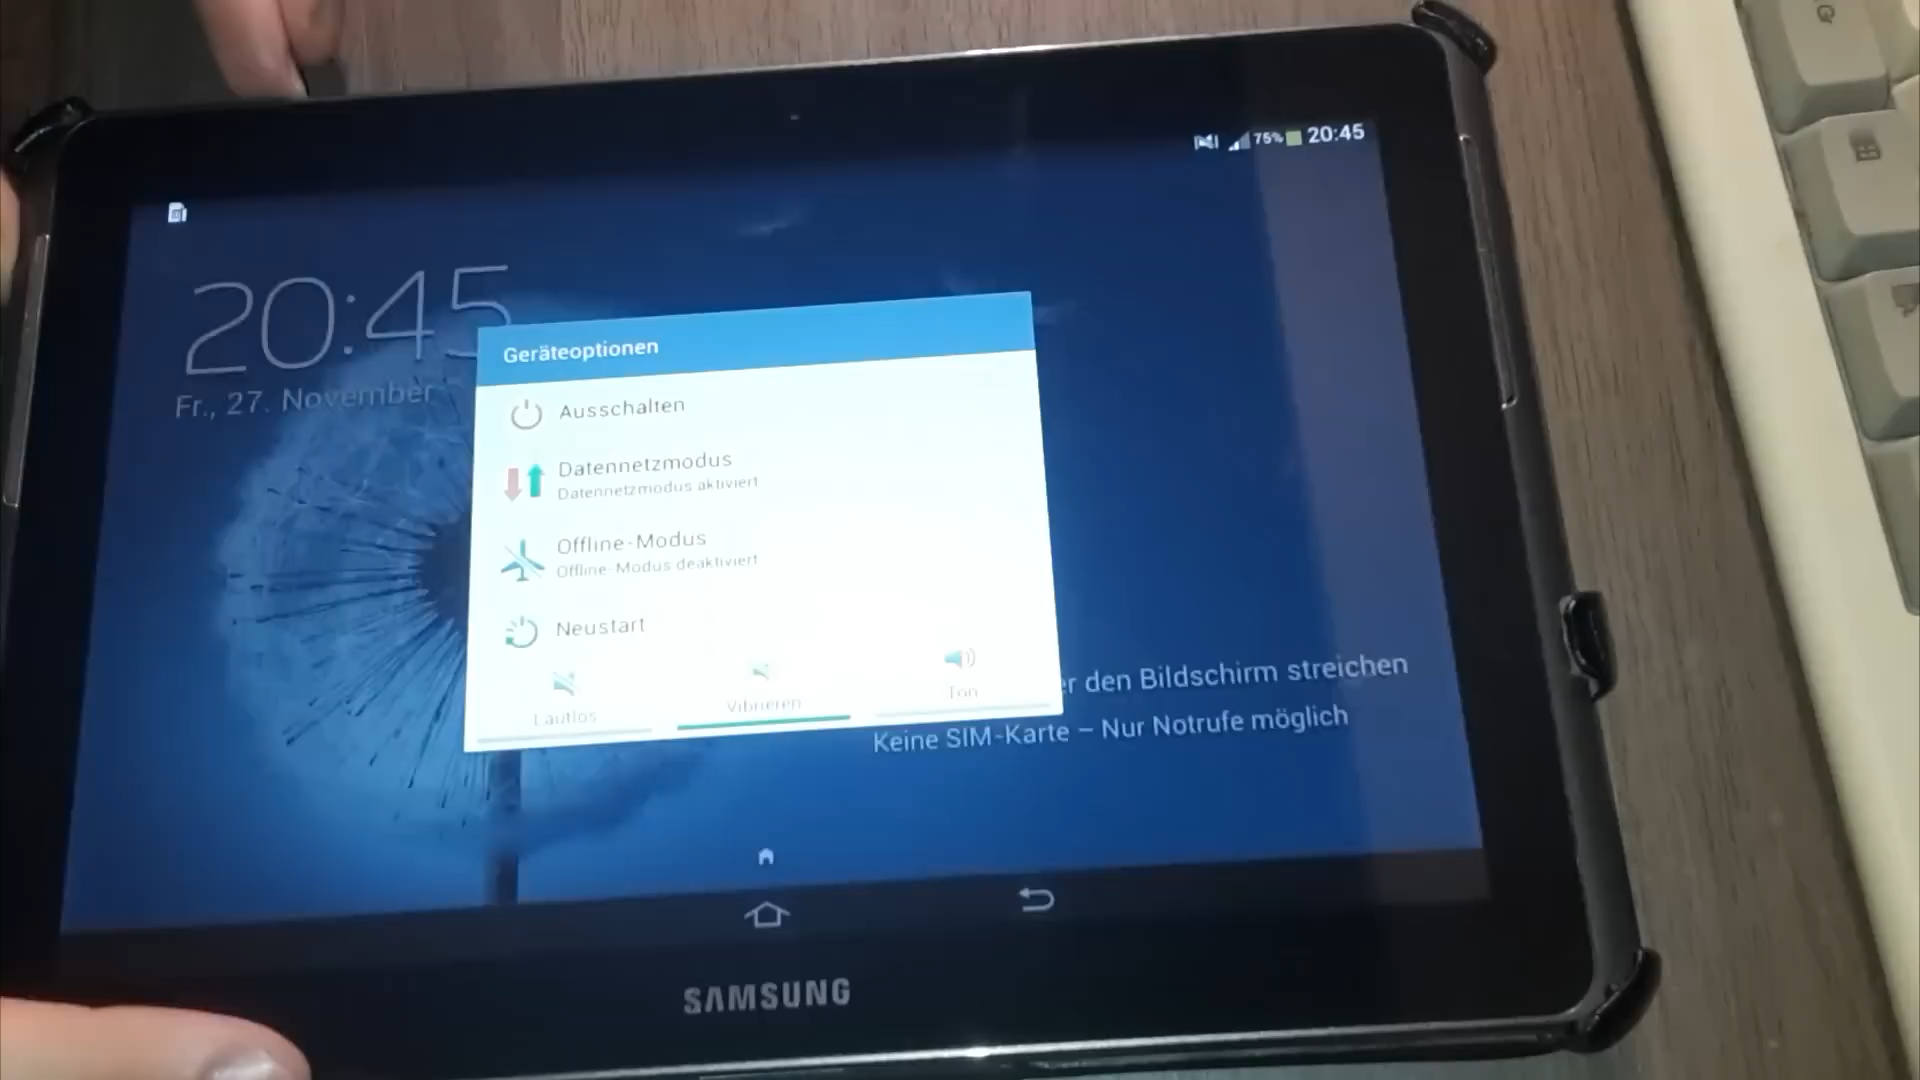 75% 20:45
20:45
Fr., 27. November
Geräteoptionen
Ausschalten
Datennetzmodus
Datennetzmodus aktiviert
Offline-Modus
Offline-Modus deaktiviert
Neustart
Lautlos
Vibrieren
Ton
er den Bildschirm streichen
Keine SIM-Karte – Nur Notrufe möglich
SAMSUNG